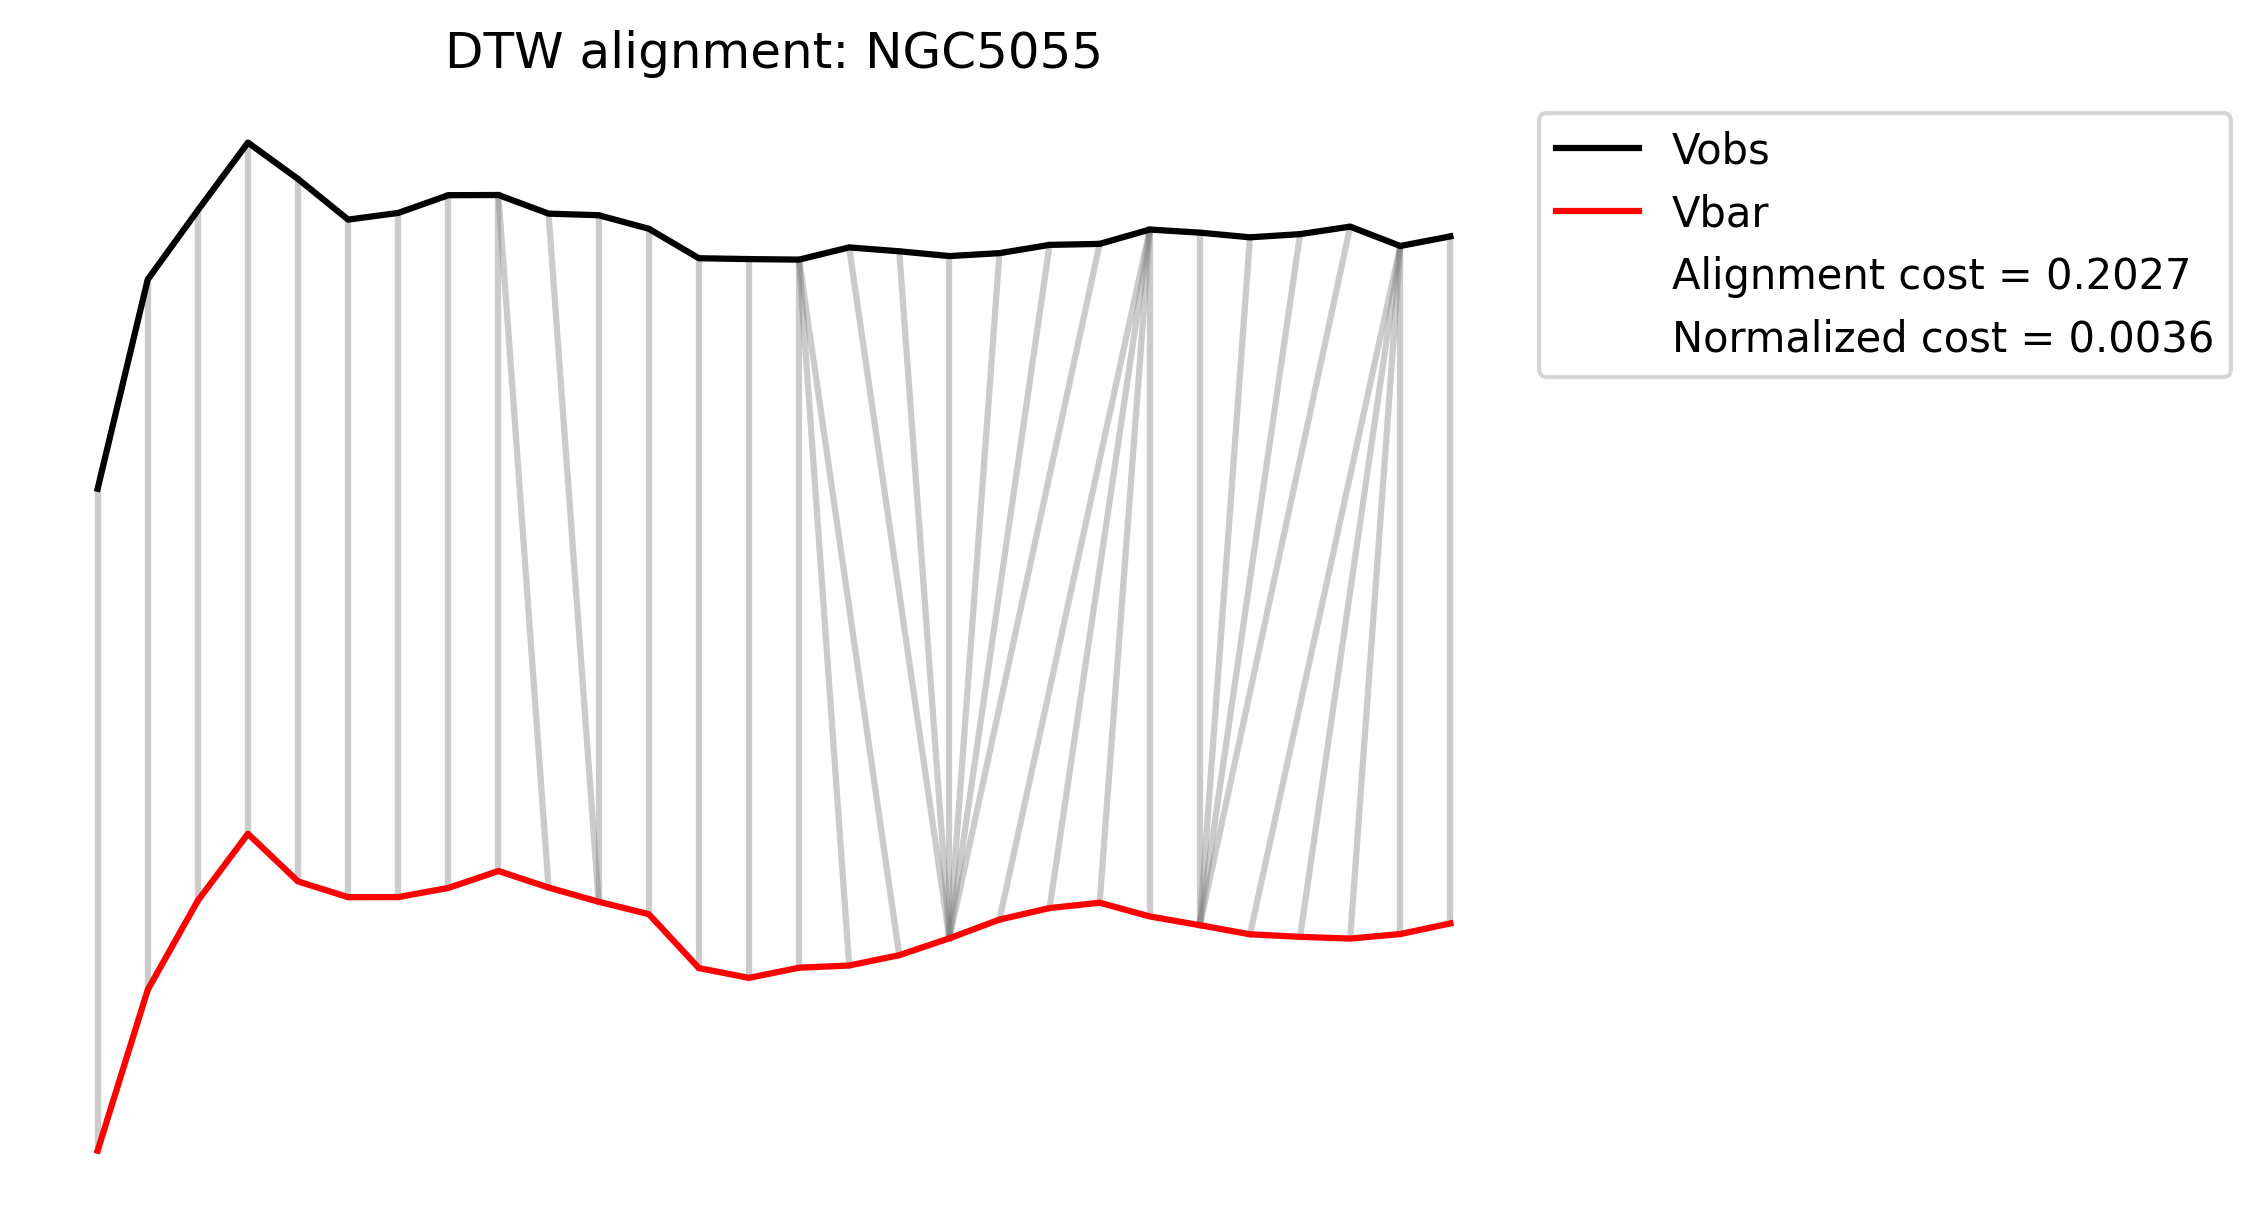 DTW alignment: NGC5055
Vobs
Vbar
Alignment cost = 0.2027
Normalized cost = 0.0036